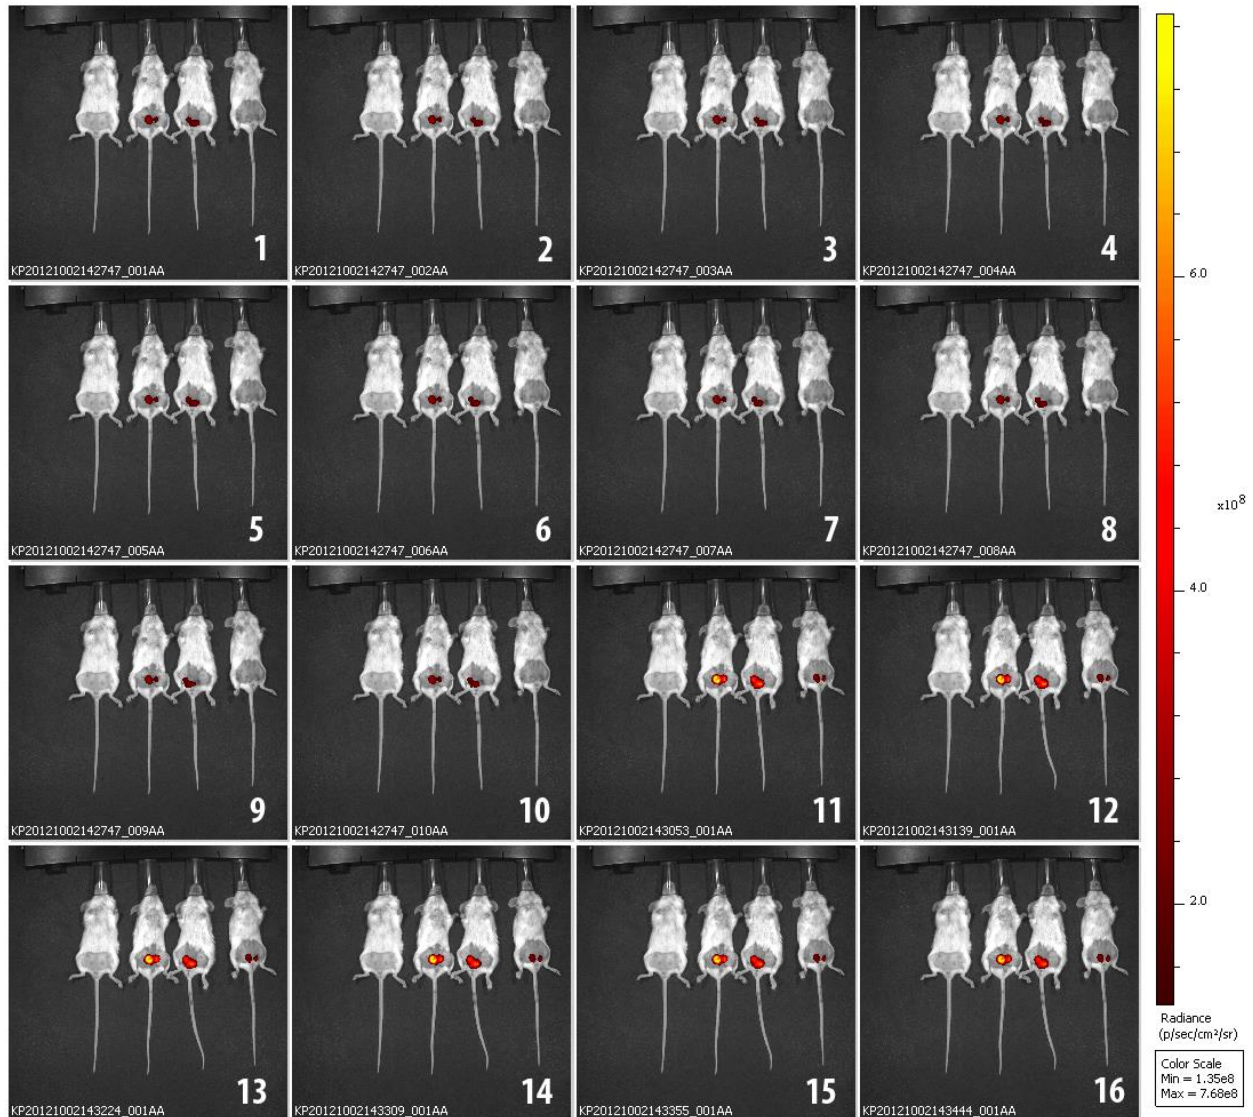 1
KP20121002142747_001AA
2
KP20121002142747_002AA
3
KP20121002142747_003AA
4
KP20121002142747_004AA
5
KP20121002142747_005AA
6
KP20121002142747_006AA
7
KP20121002142747_007AA
8
KP20121002142747_008AA
9
KP20121002142747_009AA
10
KP20121002142747_010AA
11
KP20121002143053_001AA
12
KP20121002143139_001AA
13
KP20121002143224_001AA
14
KP20121002143309_001AA
15
KP20121002143355_001AA
16
KP20121002143444_001AA
6.0
x10⁸
4.0
2.0
Radiance
(p/sec/cm²/sr)
Color Scale
Min = 1.35e8
Max = 7.68e8